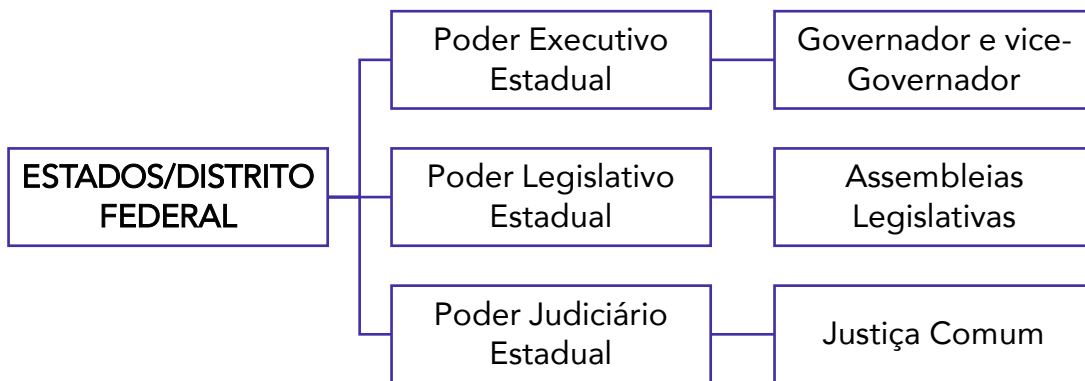 Poder Executivo
Estadual
Governador e vice-
Governador
ESTADOS/DISTRITO
FEDERAL
Poder Legislativo
Estadual
Assembleias
Legislativas
Poder Judiciário
Estadual
Justiça Comum